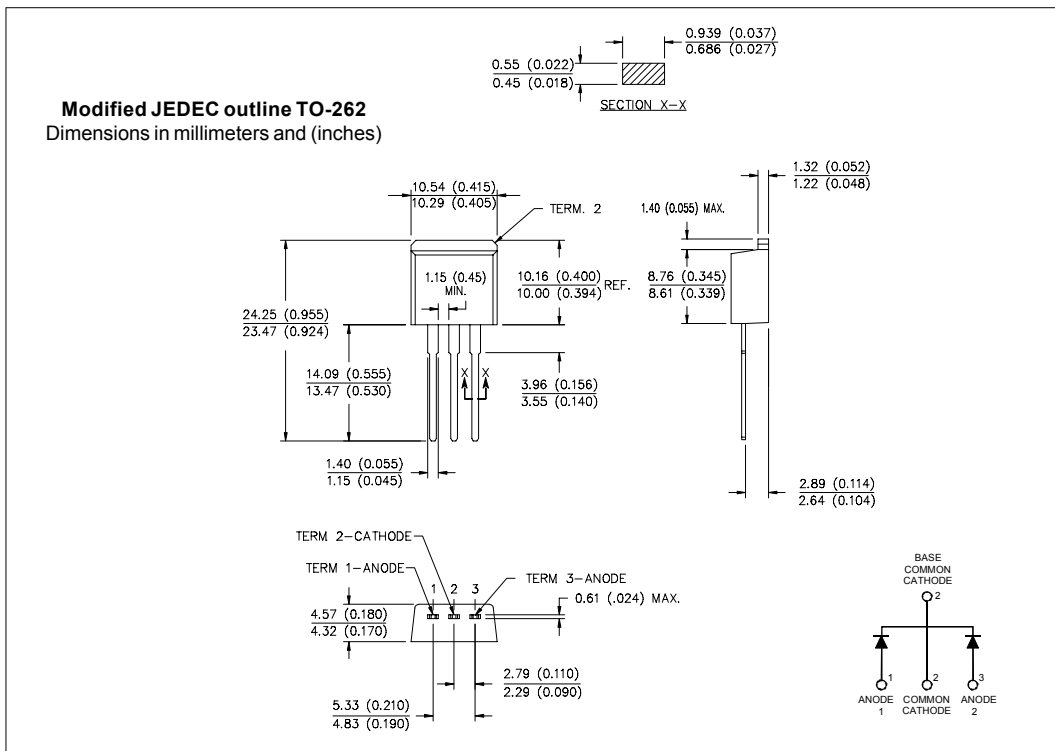 0.939 (0.037)
0.686 (0.027)
0.55 (0.022)
0.45 (0.018)
SECTION X-X
Modified JEDEC outline TO-262
Dimensions in millimeters and (inches)
1.32 (0.052)
1.22 (0.048)
10.54 (0.415)
10.29 (0.405)
TERM. 2
1.40 (0.055) MAX.
1.15 (0.45)
MIN.
10.16 (0.400)
10.00 (0.394)
REF.
8.76 (0.345)
8.61 (0.339)
24.25 (0.955)
23.47 (0.924)
14.09 (0.555)
13.47 (0.530)
X X
3.96 (0.156)
3.55 (0.140)
1.40 (0.055)
1.15 (0.045)
2.89 (0.114)
2.64 (0.104)
TERM 2-CATHODE
TERM 1-ANODE
1 2 3
TERM 3-ANODE
0.61 (.024) MAX.
4.57 (0.180)
4.32 (0.170)
2.79 (0.110)
2.29 (0.090)
5.33 (0.210)
4.83 (0.190)
BASE
COMMON
CATHODE
2
1 2 3
ANODE COMMON ANODE
1 CATHODE 2